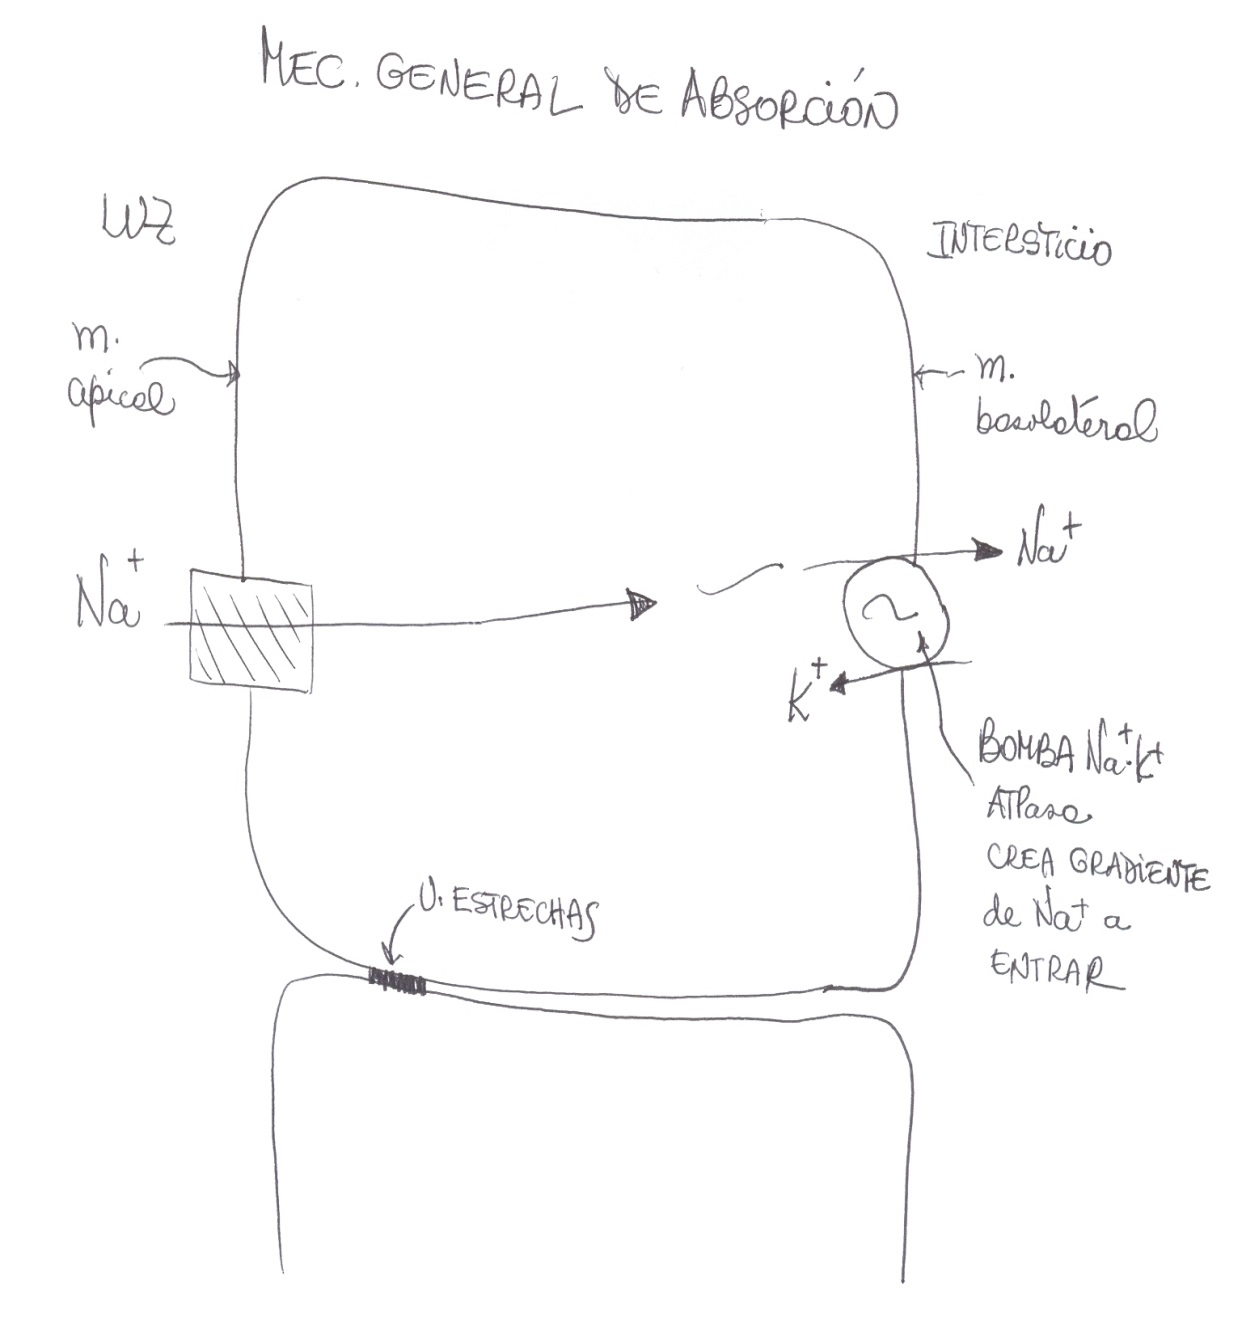 MEC. GENERAL DE ABSORCIÓN
LUZ
INTERSTICIO
m.
apical
m.
basolateral
Na+
Na+
K+
BOMBA Na+-K+
ATPasa
CREA GRADIENTE
de Na+ a
ENTRAR
U. ESTRECHAS